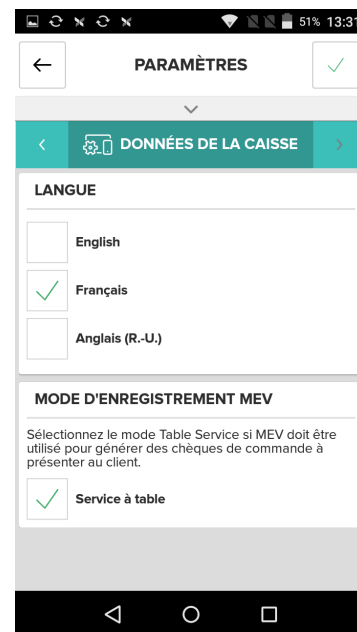 51% 13:31
PARAMÈTRES
DONNÉES DE LA CAISSE
LANGUE
English
Français
Anglais (R.-U.)
MODE D'ENREGISTREMENT MEV
Sélectionnez le mode Table Service si MEV doit être
utilisé pour générer des chèques de commande à
présenter au client.
Service à table